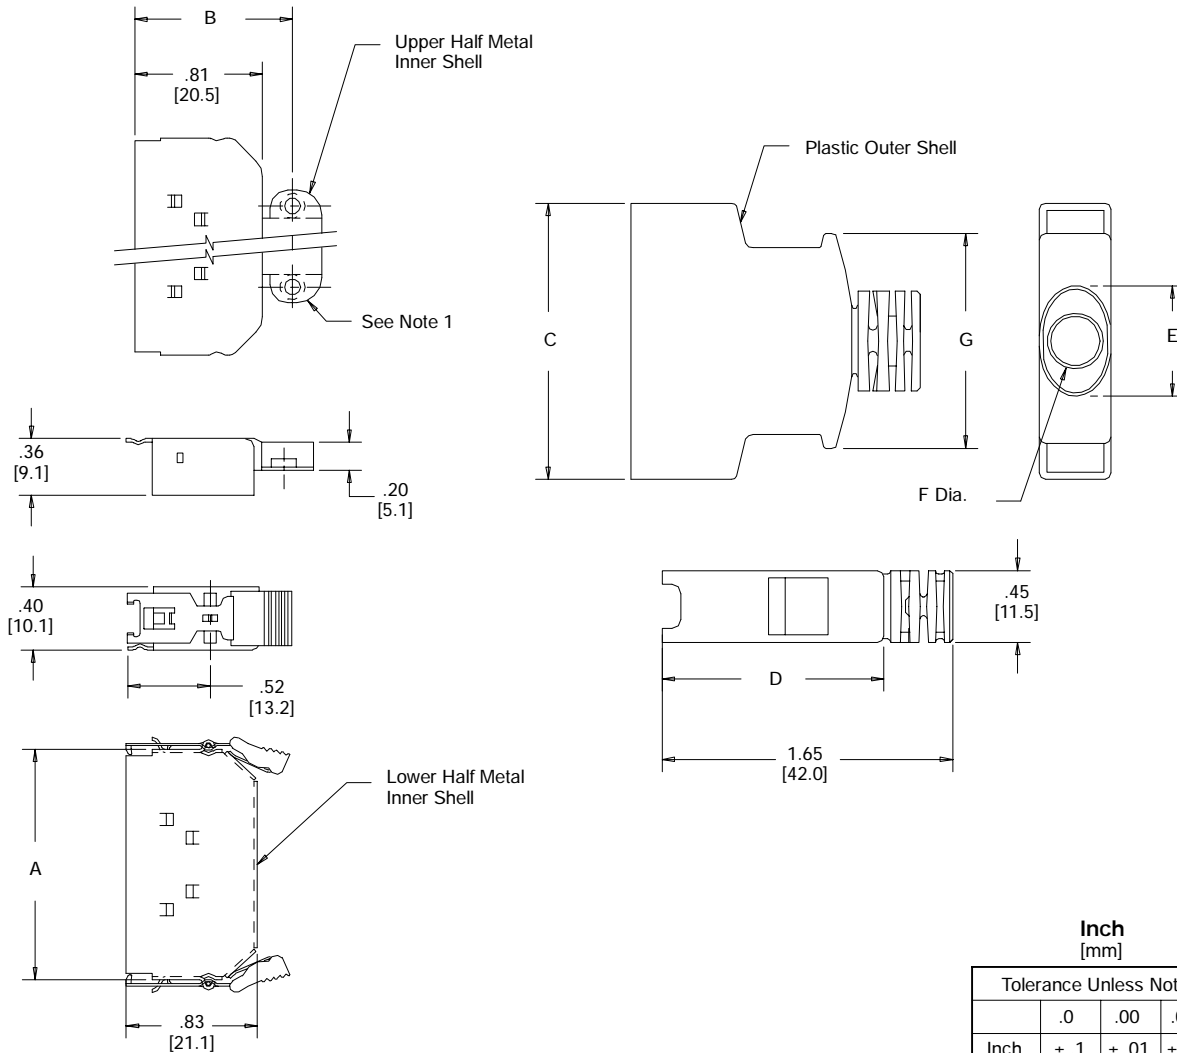 B
Upper Half Metal
Inner Shell
.81
[20.5]
Plastic Outer Shell
See Note 1
C
G
E
F Dia.
.36
[9.1]
.20
[5.1]
.40
[10.1]
.52
[13.2]
.45
[11.5]
D
1.65
[42.0]
Lower Half Metal
Inner Shell
A
.83
[21.1]
Inch
[mm]
Tolerance Unless Not
.0 .00
Inch ± .1 ± .01 ±